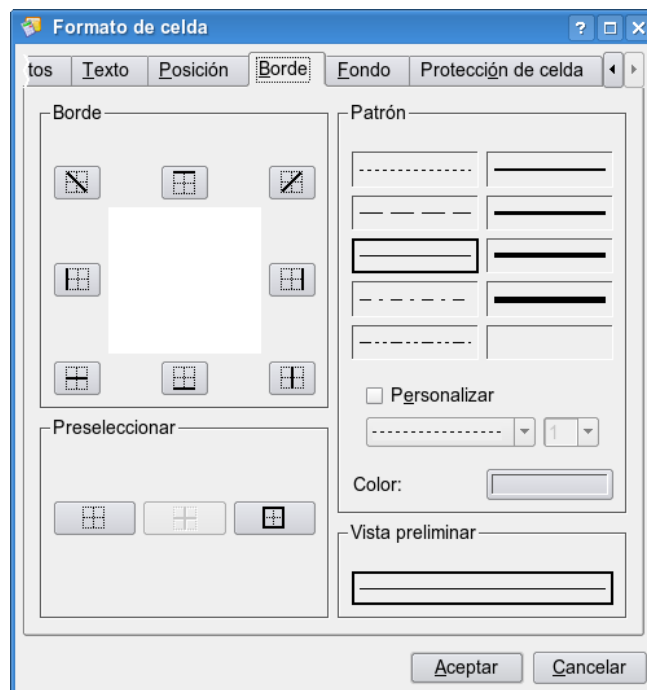 Formato de celda
tos Texto Posición Borde Fondo Protección de celda
Borde
Patrón
Personalizar
1
Color:
Preseleccionar
Vista preliminar
Aceptar Cancelar